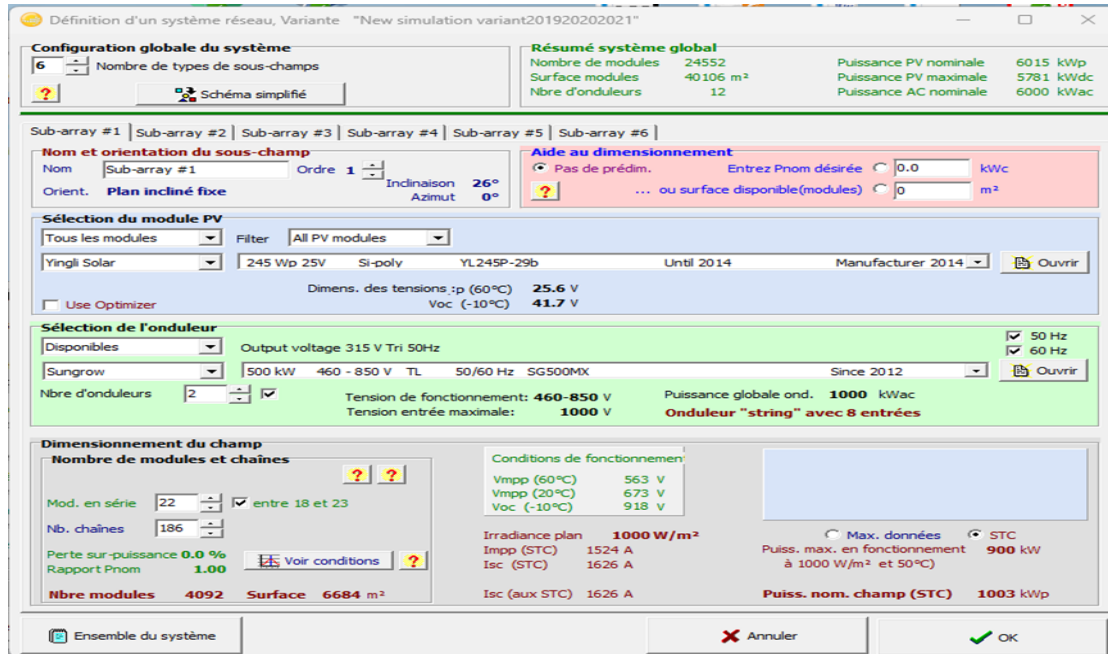 Définition d'un système réseau, Variante "New simulation variant201920202021"
Configuration globale du système
6 Nombre de types de sous-champs
? Schéma simplifié
Résumé système global
Nombre de modules 24552 Puissance PV nominale 6015 kWp
Surface modules 40106 m² Puissance PV maximale 5781 kWdc
Nbre d'onduleurs 12 Puissance AC nominale 6000 kWac
Sub-array #1 Sub-array #2 Sub-array #3 Sub-array #4 Sub-array #5 Sub-array #6
Nom et orientation du sous-champ
Nom Sub-array #1 Ordre 1
Orient. Plan incliné fixe Inclinaison 26°
Azimut 0°
Aide au dimensionnement
Pas de prédim. Entrez Pnom désirée 0.0 kWc
? ... ou surface disponible(modules) 0 m²
Sélection du module PV
Tous les modules Filter All PV modules
Yingli Solar 245 Wp 25V Si-poly YL245P-29b Until 2014 Manufacturer 2014 Ouvrir
Dimens. des tensions :p (60°C) 25.6 V
Use Optimizer Voc (-10°C) 41.7 V
Sélection de l'onduleur
Disponibles Output voltage 315 V Tri 50Hz 50 Hz
60 Hz
Sungrow 500 kW 460 - 850 V TL 50/60 Hz SG500MX Since 2012 Ouvrir
Nbre d'onduleurs 2 Tension de fonctionnement: 460-850 V Puissance globale ond. 1000 kWac
Tension entrée maximale: 1000 V Onduleur "string" avec 8 entrées
Dimensionnement du champ
Nombre de modules et chaînes
? ?
Mod. en série 22 entre 18 et 23
Nb. chaînes 186
Perte sur-puissance 0.0 %
Rapport Pnom 1.00 Voir conditions ?
Nbre modules 4092 Surface 6684 m²
Conditions de fonctionnemen
Vmpp (60°C) 563 V
Vmpp (20°C) 673 V
Voc (-10°C) 918 V
Irradiance plan 1000 W/m²
Impp (STC) 1524 A
Isc (STC) 1626 A
Isc (aux STC) 1626 A
Max. données STC
Puiss. max. en fonctionnement 900 kW
à 1000 W/m² et 50°C)
Puiss. nom. champ (STC) 1003 kWp
Ensemble du système Annuler OK